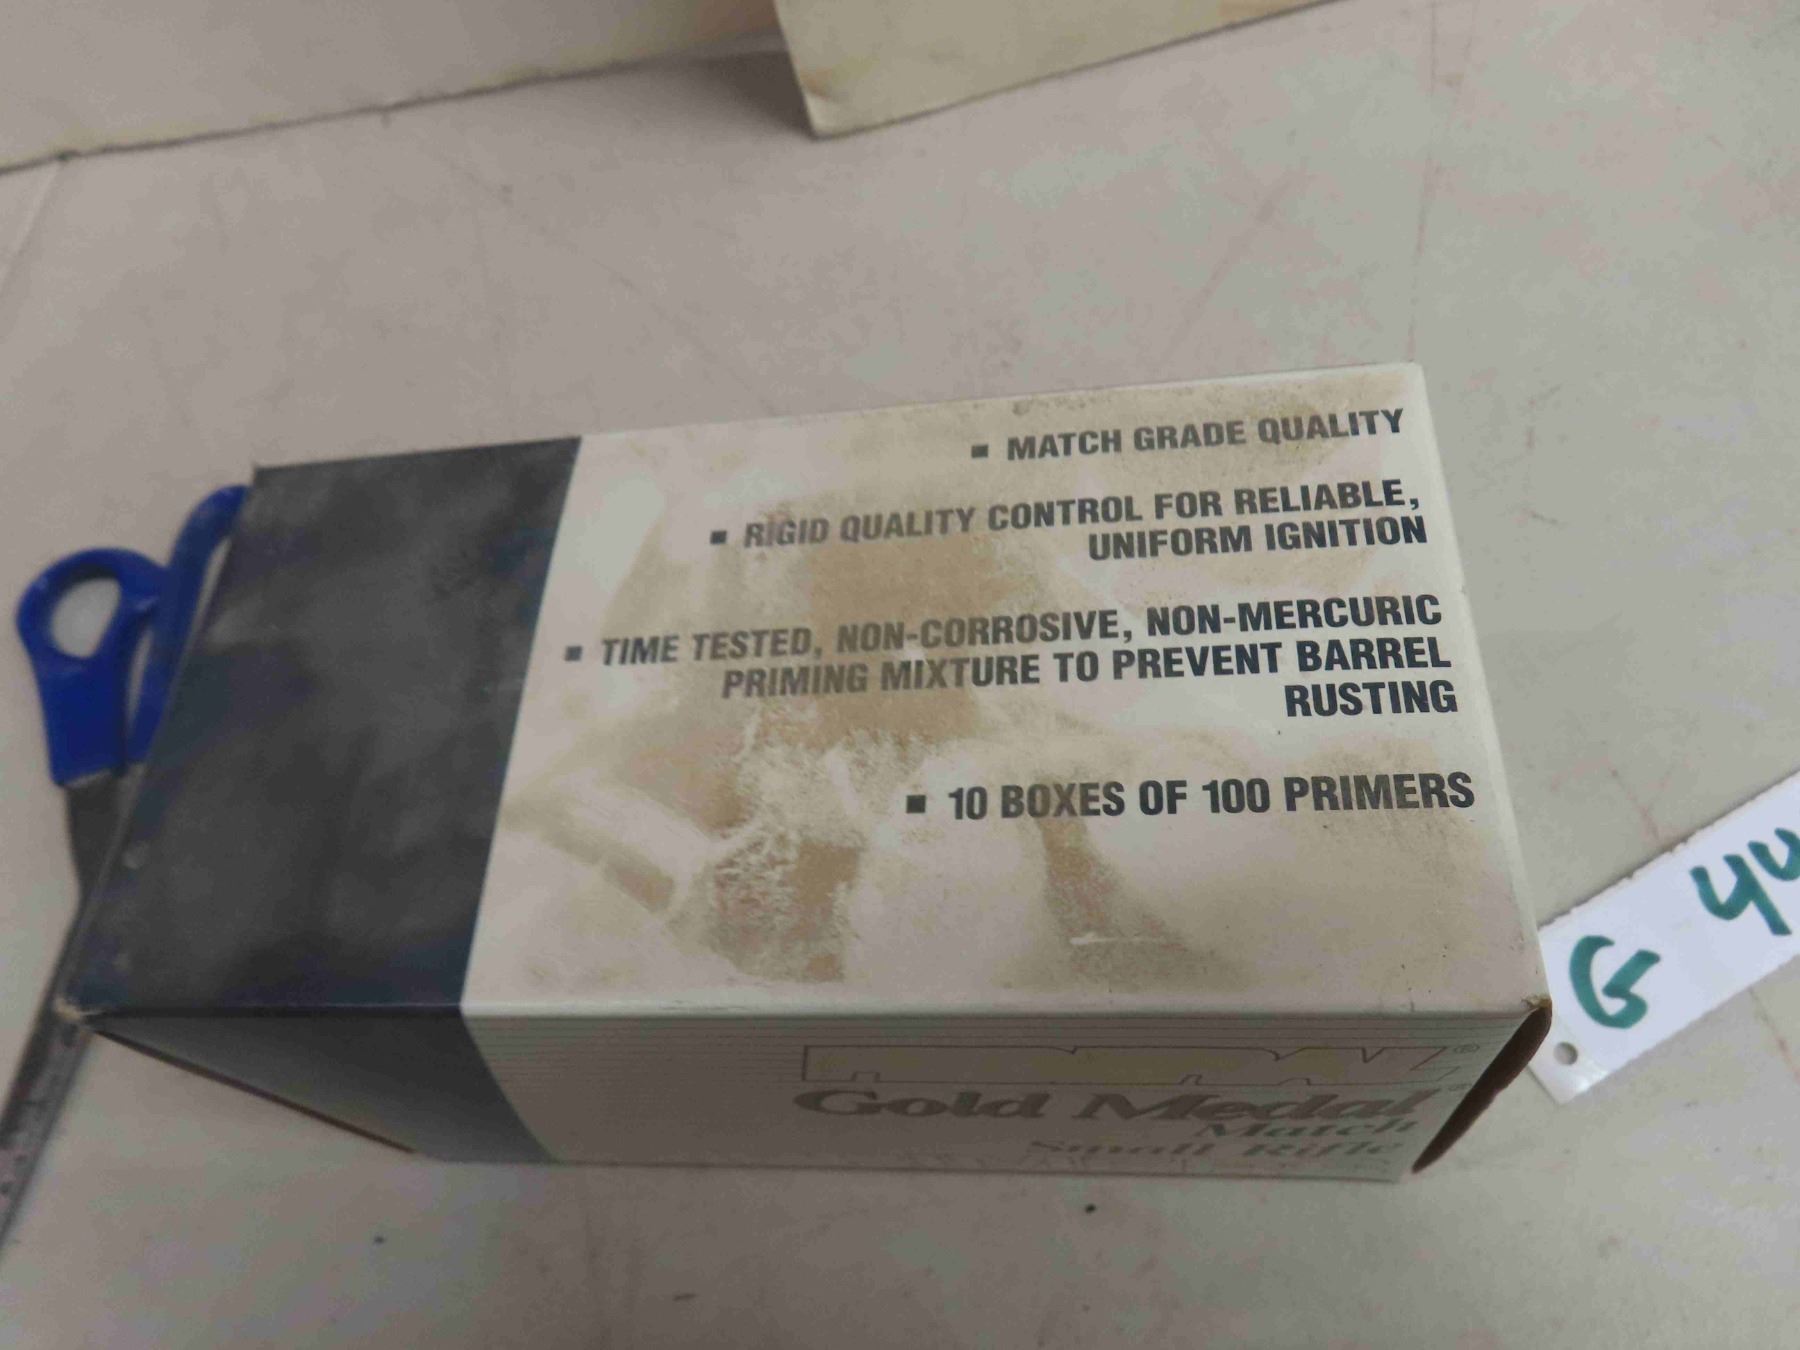 ▪ MATCH GRADE QUALITY
▪ RIGID QUALITY CONTROL FOR RELIABLE,
UNIFORM IGNITION
▪ TIME TESTED, NON-CORROSIVE, NON-MERCURIC
PRIMING MIXTURE TO PREVENT BARREL
RUSTING
▪ 10 BOXES OF 100 PRIMERS
®
Gold Medal®
Match
Small Rifle
G